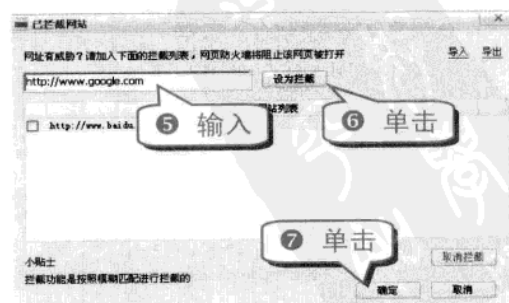 已拦截网站
网址有威胁？请加入下面的拦截列表，网页防火墙将阻止该网页被打开 导入 导出
http://www.google.com 设为拦截
站列表
❺ 输入
❻ 单击
http://www.baidu.
❼ 单击
小贴士
取消拦截
拦截功能是按照模糊匹配进行拦截的
确定 取消